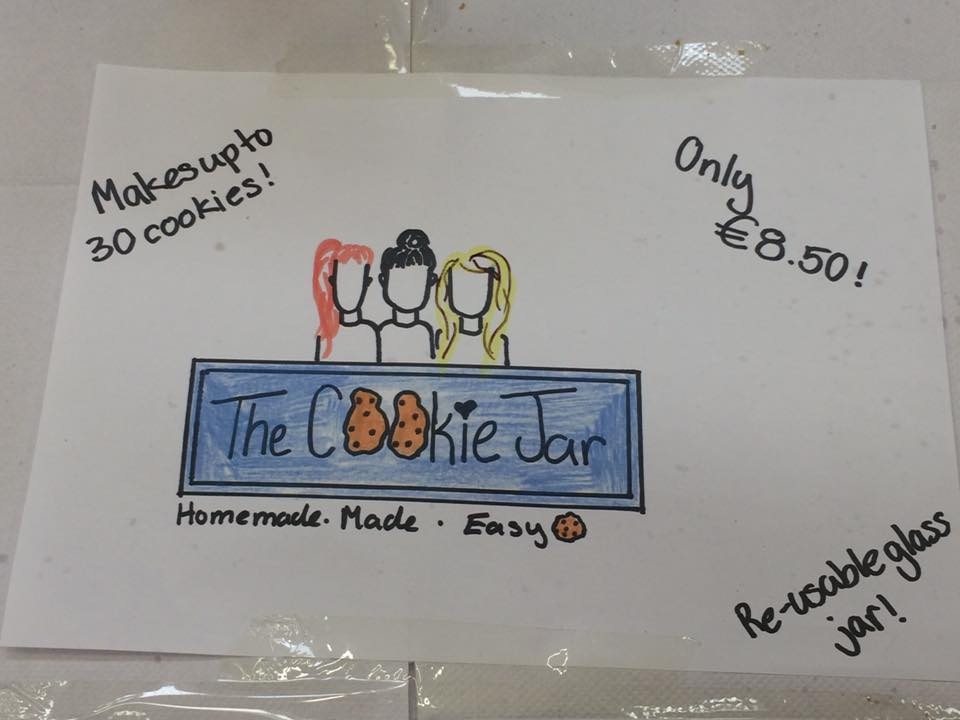 Makes up to
30 cookies!
Only
€8.50!
The Cookie Jar
Homemade. Made . Easy
Re-usable glass
jar!